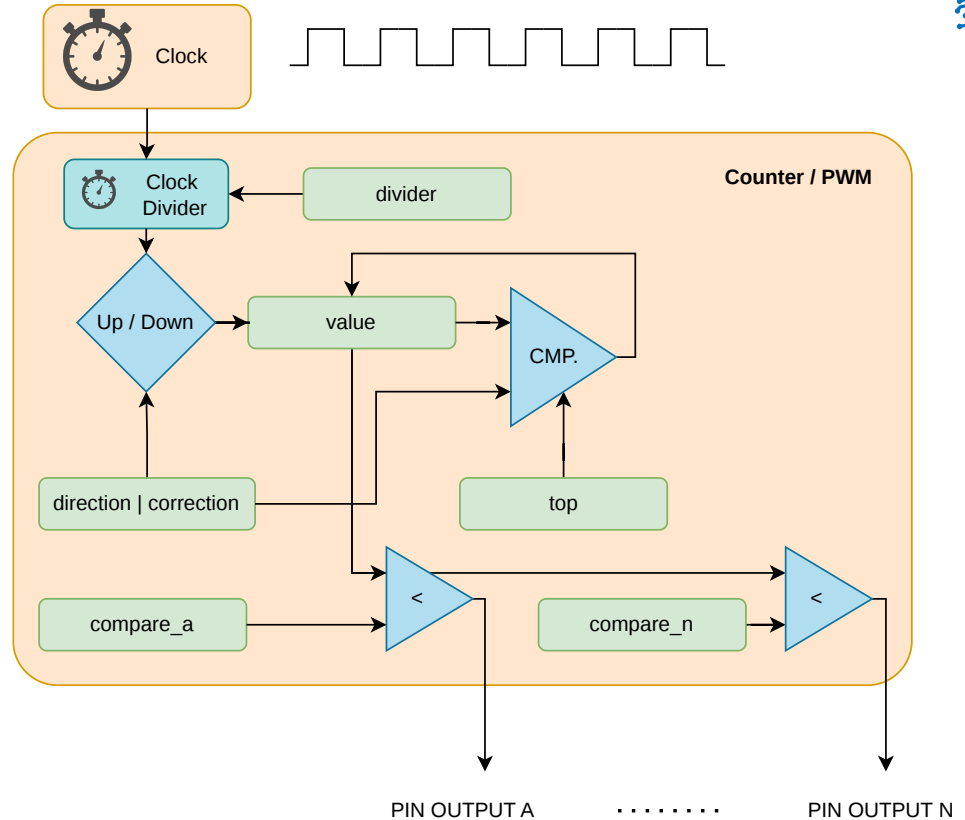 Clock
Counter / PWM
Clock
Divider
divider
Up / Down
value
CMP.
direction | correction
top
<
<
compare_a
compare_n
PIN OUTPUT A
. . . . . . . .
PIN OUTPUT N